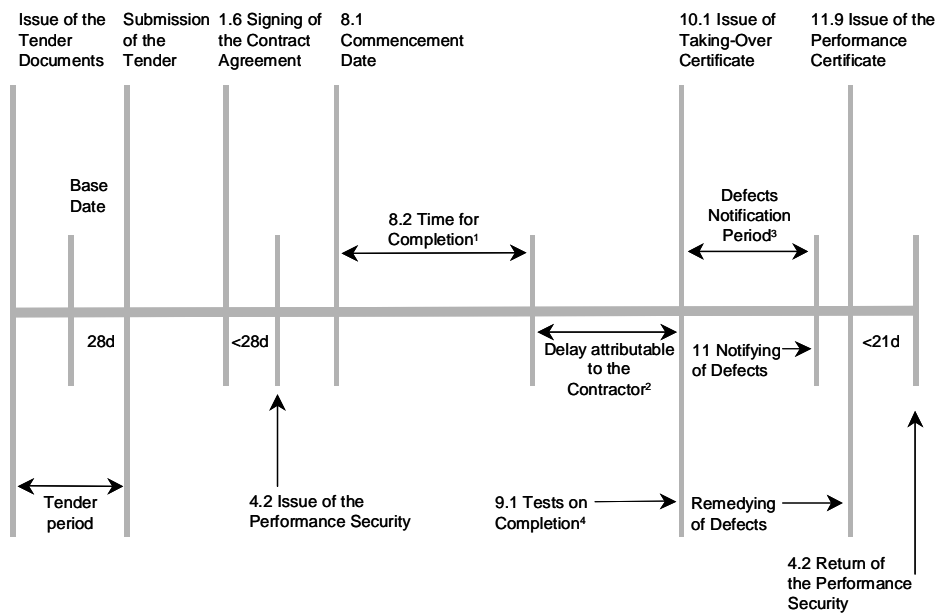 Issue of the
Tender
Documents
Submission
of the
Tender
1.6 Signing of
the Contract
Agreement
8.1
Commencement
Date
10.1 Issue of
Taking-Over
Certificate
11.9 Issue of the
Performance
Certificate
Base
Date
8.2 Time for
Completion¹
Defects
Notification
Period³
28d
<28d
Delay attributable
to the
Contractor²
11 Notifying
of Defects
<21d
Tender
period
4.2 Issue of the
Performance Security
9.1 Tests on
Completion⁴
Remedying
of Defects
4.2 Return of
the Performance
Security